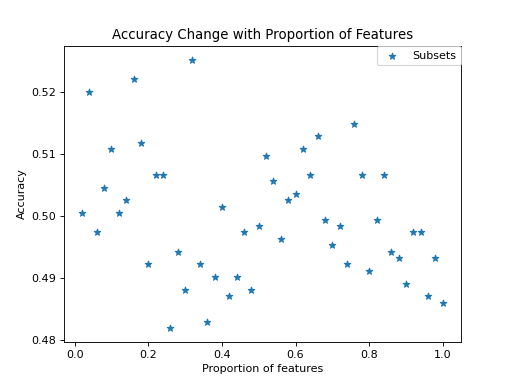 Accuracy Change with Proportion of Features
Subsets
0.52
0.51
0.50
0.49
0.48
Accuracy
0.0 0.2 0.4 0.6 0.8 1.0
Proportion of features